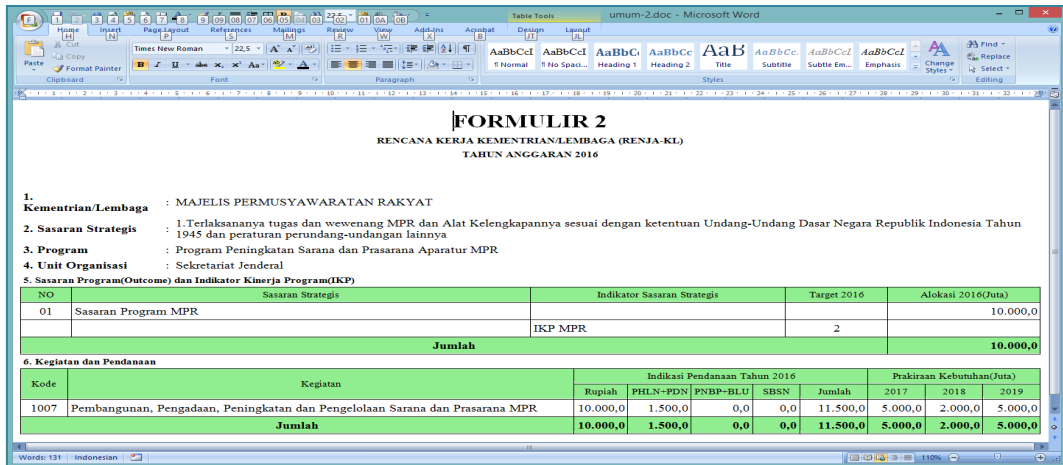 umum-2.doc - Microsoft Word
Table Tools
Home Insert Page Layout References Mailings Review View Add-Ins Acrobat Design Layout
Cut
Copy
Paste
Format Painter
Clipboard
Times New Roman 22,5
Font
Paragraph
AaBbCcI AaBbCcI AaBbC AaBbCc AaB AaBbCc. AaBbCcI AaBbCcI
¶ Normal ¶ No Spaci... Heading 1 Heading 2 Title Subtitle Subtle Em... Emphasis
Change Styles
Styles
Find
Replace
Select
Editing
FORMULIR 2
RENCANA KERJA KEMENTRIAN/LEMBAGA (RENJA-KL)
TAHUN ANGGARAN 2016
1.
Kementrian/Lembaga : MAJELIS PERMUSYAWARATAN RAKYAT
2. Sasaran Strategis : 1.Terlaksananya tugas dan wewenang MPR dan Alat Kelengkapannya sesuai dengan ketentuan Undang-Undang Dasar Negara Republik Indonesia Tahun
1945 dan peraturan perundang-undangan lainnya
3. Program : Program Peningkatan Sarana dan Prasarana Aparatur MPR
4. Unit Organisasi : Sekretariat Jenderal
5. Sasaran Program(Outcome) dan Indikator Kinerja Program(IKP)
NO Sasaran Strategis Indikator Sasaran Strategis Target 2016 Alokasi 2016(Juta)
01 Sasaran Program MPR 10.000,0
IKP MPR 2
Jumlah 10.000,0
6. Kegiatan dan Pendanaan
Kode Kegiatan Indikasi Pendanaan Tahun 2016 Prakiraan Kebutuhan(Juta)
Rupiah PHLN+PDN PNBP+BLU SBSN Jumlah 2017 2018 2019
1007 Pembangunan, Pengadaan, Peningkatan dan Pengelolaan Sarana dan Prasarana MPR 10.000,0 1.500,0 0,0 0,0 11.500,0 5.000,0 2.000,0 5.000,0
Jumlah 10.000,0 1.500,0 0,0 0,0 11.500,0 5.000,0 2.000,0 5.000,0
Words: 131 Indonesian 110%